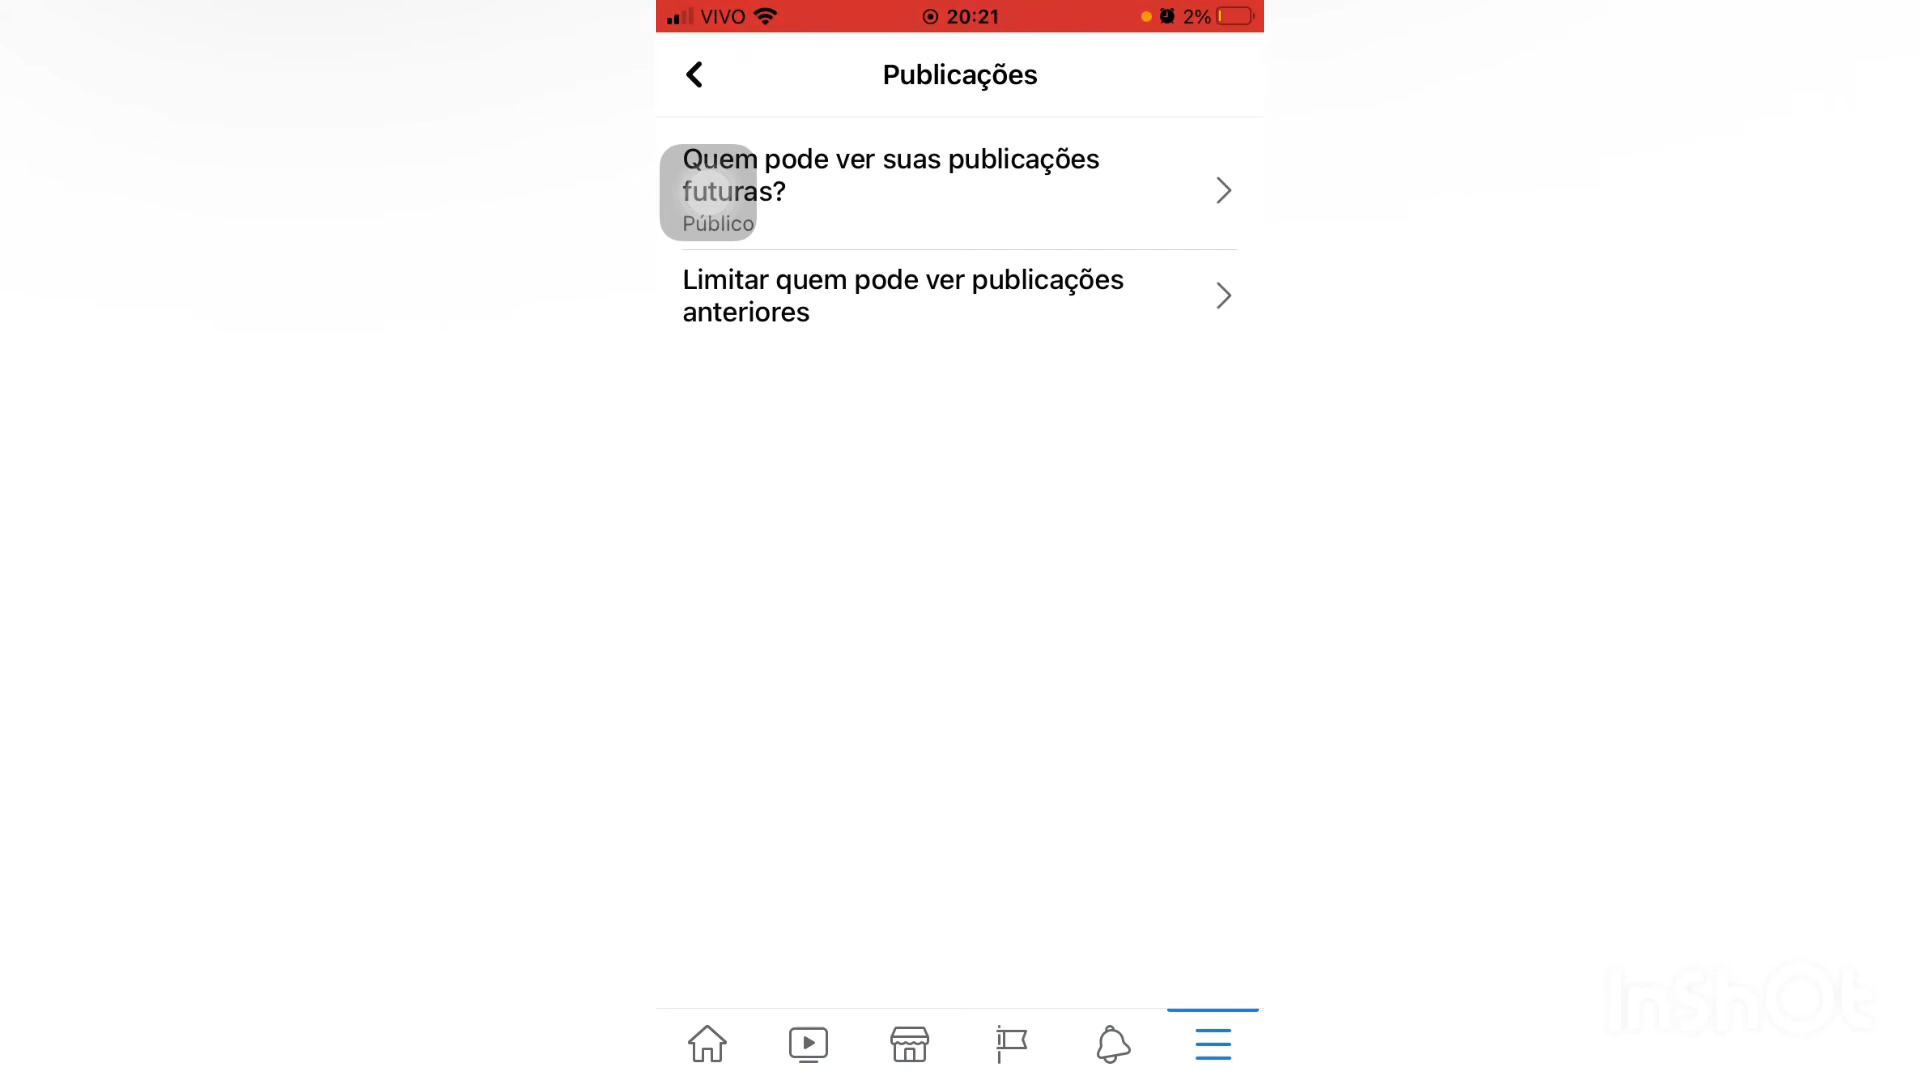 VIVO 20:21 2%
Publicações
Quem pode ver suas publicações
futuras?
Público
Limitar quem pode ver publicações
anteriores
InShOt